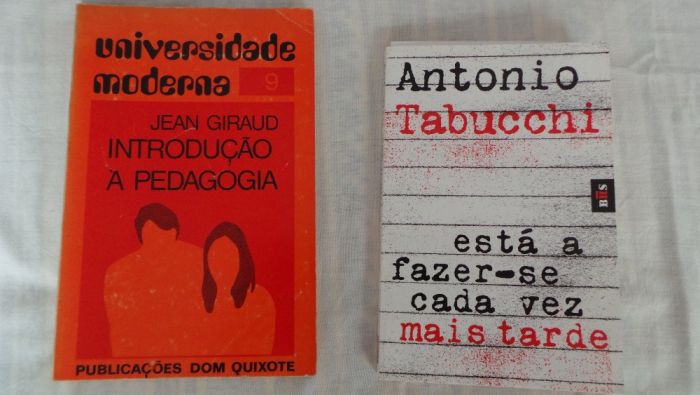 universidade
moderna 9
JEAN GIRAUD
INTRODUÇÃO
A PEDAGOGIA
PUBLICAÇÕES DOM QUIXOTE
Antonio
Tabucchi
BIIS
está a
fazer-se
cada vez
mais tarde